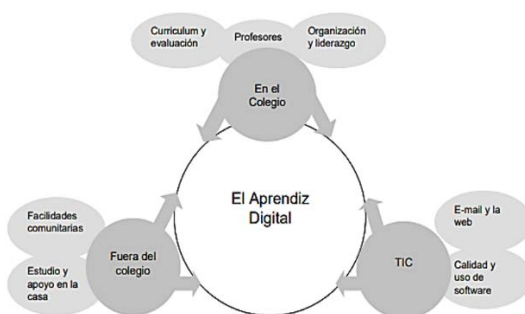 Curriculum y
evaluación
Profesores
Organización
y liderazgo
En el
Colegio
El Aprendiz
Digital
Facilidades
comunitarias
Estudio y
apoyo en la
casa
Fuera del
colegio
TIC
E-mail y la
web
Calidad y
uso de
software